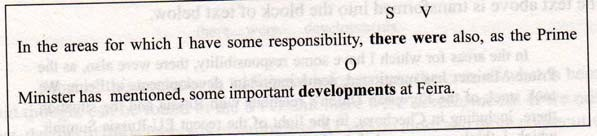 S V
In the areas for which I have some responsibility, there were also, as the Prime
O
Minister has mentioned, some important developments at Feira.